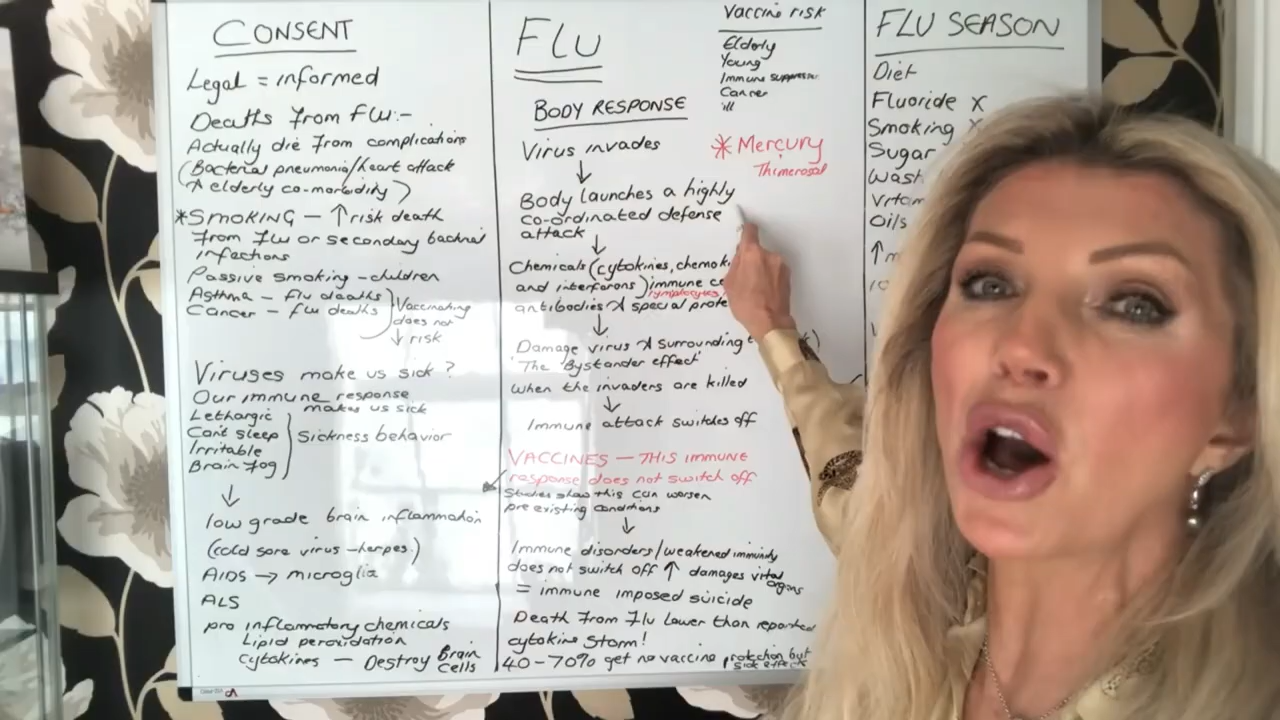 CONSENT
Legal = informed
Deaths from Flu:-
Actually die from complications
(Bacterial pneumonia/heart attack
& elderly co-morbidity)
*SMOKING - ↑ risk death
from flu or secondary bacterial
infections
Passive smoking - children
Asthma - flu deaths
Cancer - flu deaths
Vaccinating
does not
↓ risk
Viruses make us sick?
Our immune response
makes us sick
Lethargic
Can't sleep
Irritable
Brain fog
Sickness behavior
↓
low grade brain inflammation
(cold sore virus - herpes.)
AIDS → microglia
ALS
pro inflammatory chemicals
Lipid peroxidation
Cytokines - Destroy Brain
Cells
FLU
BODY RESPONSE
Virus invades
↓
Body launches a highly
co-ordinated defense
attack
↓
Chemicals (cytokines, chemok
and interferons) immune ce
lymphocytes
antibodies & special prote
↓
Damage virus & surrounding
'The Bystander effect'
when the invaders are killed
↓
Immune attack switches off
VACCINES - THIS IMMUNE
response does not switch off
Studies show this can worsen
pre existing conditions
↓
Immune disorders/weakened immunity
does not switch off ↑ damages vital
organs
= immune imposed suicide
Death from flu lower than reported
cytokine storm!
40-70% get no vaccine protection but
side effects
Vaccine risk
Elderly
Young
Immune suppressed
Cancer
ill
* Mercury
Thimerosal
FLU SEASON
Diet
Fluoride x
Smoking x
Sugar
Wash
Vitam
Oils
↑